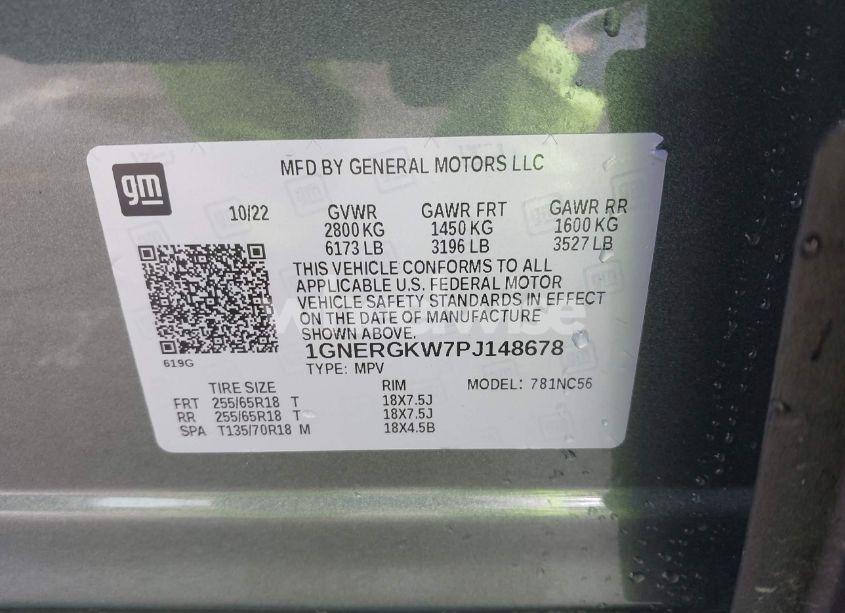 gm
MFD BY GENERAL MOTORS LLC
10/22 GVWR GAWR FRT GAWR RR
2800 KG 1450 KG 1600 KG
6173 LB 3196 LB 3527 LB
THIS VEHICLE CONFORMS TO ALL
APPLICABLE U.S. FEDERAL MOTOR
VEHICLE SAFETY STANDARDS IN EFFECT
ON THE DATE OF MANUFACTURE
SHOWN ABOVE.
619G
1GNERGKW7PJ148678
TYPE: MPV MODEL: 781NC56
TIRE SIZE RIM
FRT 255/65R18 T 18X7.5J
RR 255/65R18 T 18X7.5J
SPA T135/70R18 M 18X4.5B